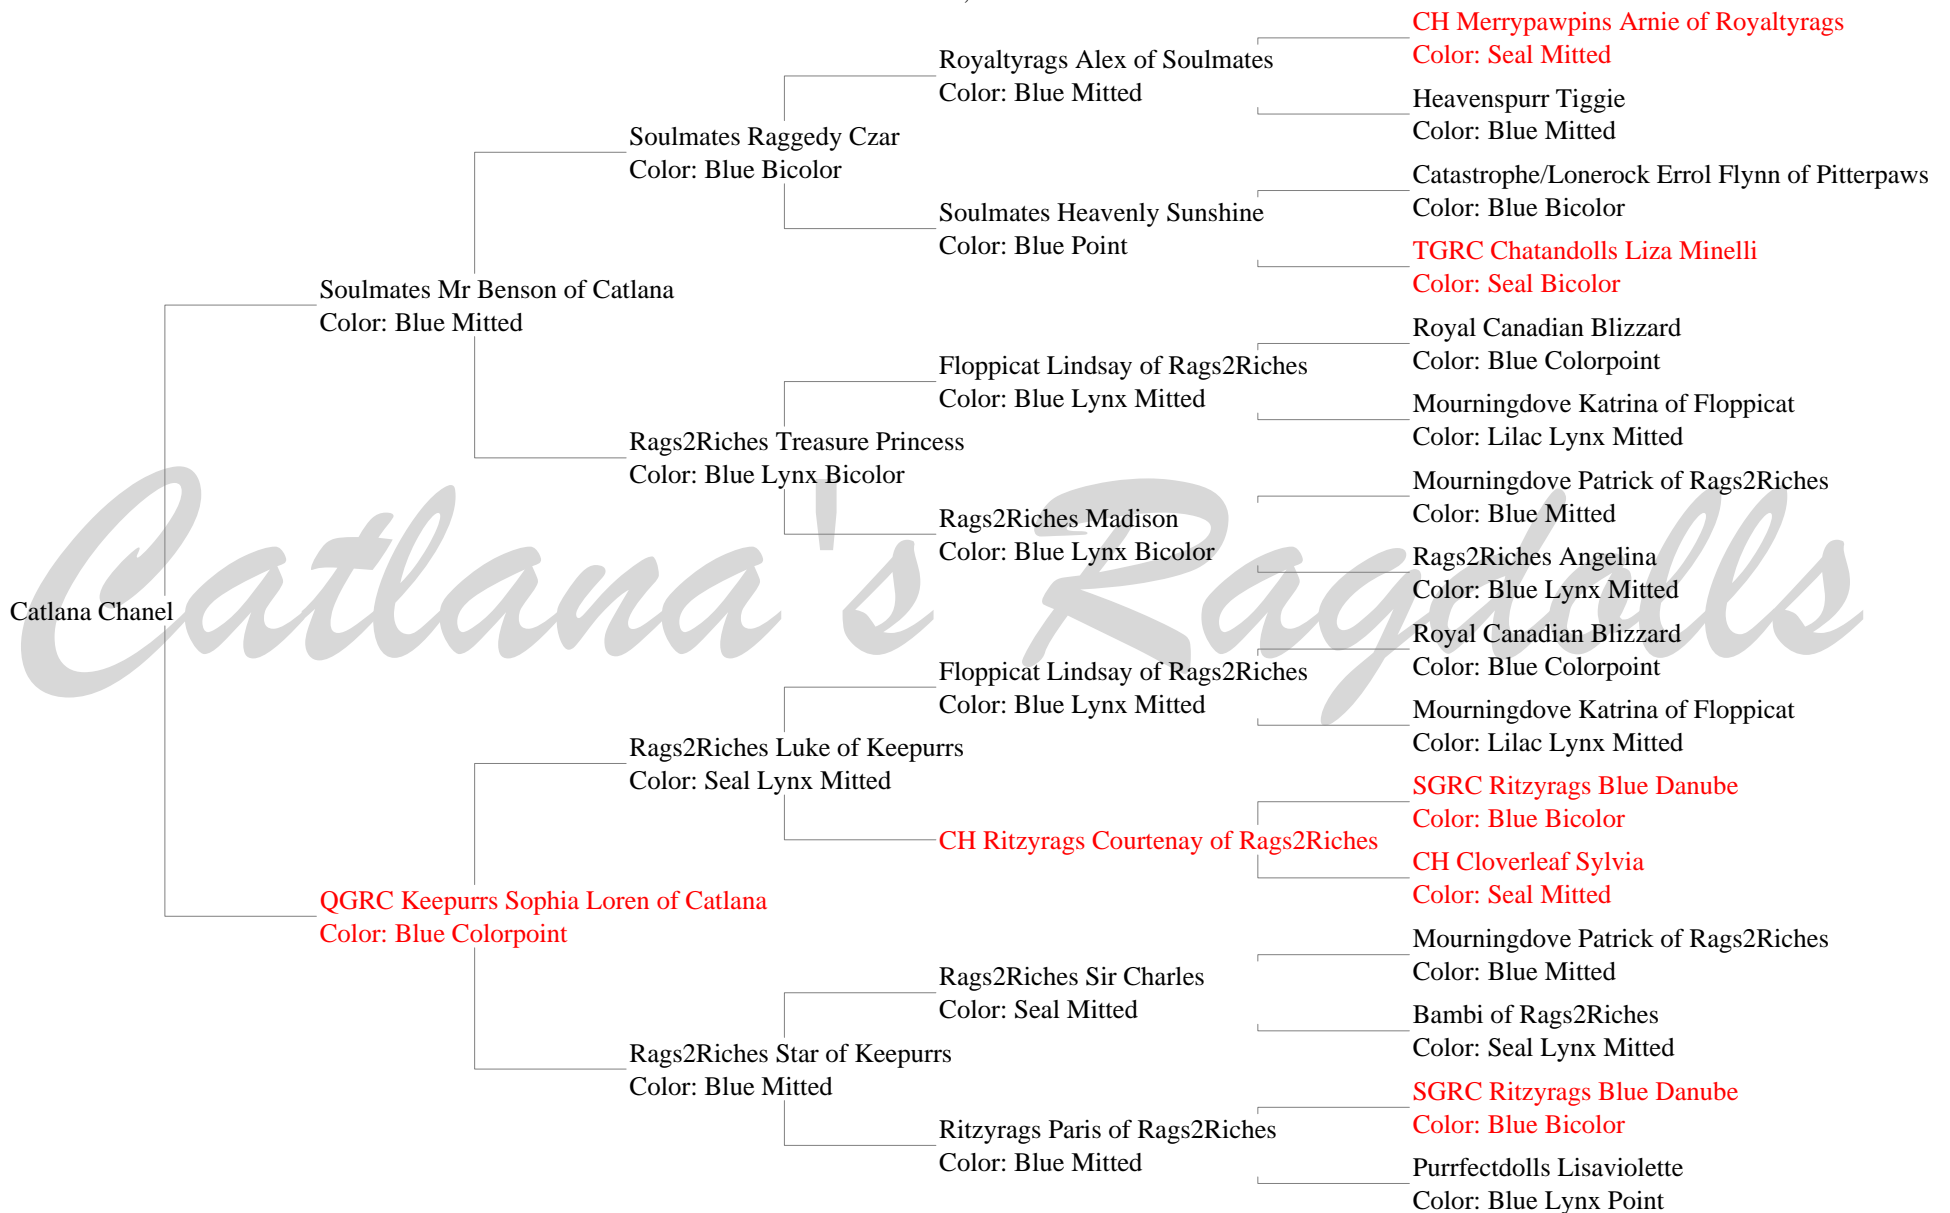 CH Merrypawpins Arnie of Royaltyrags
Color: Seal Mitted
Royaltyrags Alex of Soulmates
Color: Blue Mitted
Heavenspurr Tiggie
Color: Blue Mitted
Soulmates Raggedy Czar
Color: Blue Bicolor
Catastrophe/Lonerock Errol Flynn of Pitterpaws
Color: Blue Bicolor
Soulmates Heavenly Sunshine
Color: Blue Point
TGRC Chatandolls Liza Minelli
Color: Seal Bicolor
Soulmates Mr Benson of Catlana
Color: Blue Mitted
Royal Canadian Blizzard
Color: Blue Colorpoint
Floppicat Lindsay of Rags2Riches
Color: Blue Lynx Mitted
Mourningdove Katrina of Floppicat
Color: Lilac Lynx Mitted
Rags2Riches Treasure Princess
Color: Blue Lynx Bicolor
Mourningdove Patrick of Rags2Riches
Color: Blue Mitted
Rags2Riches Madison
Color: Blue Lynx Bicolor
Rags2Riches Angelina
Color: Blue Lynx Mitted
Catlana Chanel
Catlana's Ragdolls
Royal Canadian Blizzard
Color: Blue Colorpoint
Floppicat Lindsay of Rags2Riches
Color: Blue Lynx Mitted
Mourningdove Katrina of Floppicat
Color: Lilac Lynx Mitted
Rags2Riches Luke of Keepurrs
Color: Seal Lynx Mitted
SGRC Ritzyrags Blue Danube
Color: Blue Bicolor
CH Ritzyrags Courtenay of Rags2Riches
CH Cloverleaf Sylvia
Color: Seal Mitted
QGRC Keepurrs Sophia Loren of Catlana
Color: Blue Colorpoint
Mourningdove Patrick of Rags2Riches
Color: Blue Mitted
Rags2Riches Sir Charles
Color: Seal Mitted
Bambi of Rags2Riches
Color: Seal Lynx Mitted
Rags2Riches Star of Keepurrs
Color: Blue Mitted
SGRC Ritzyrags Blue Danube
Color: Blue Bicolor
Ritzyrags Paris of Rags2Riches
Color: Blue Mitted
Purrfectdolls Lisaviolette
Color: Blue Lynx Point